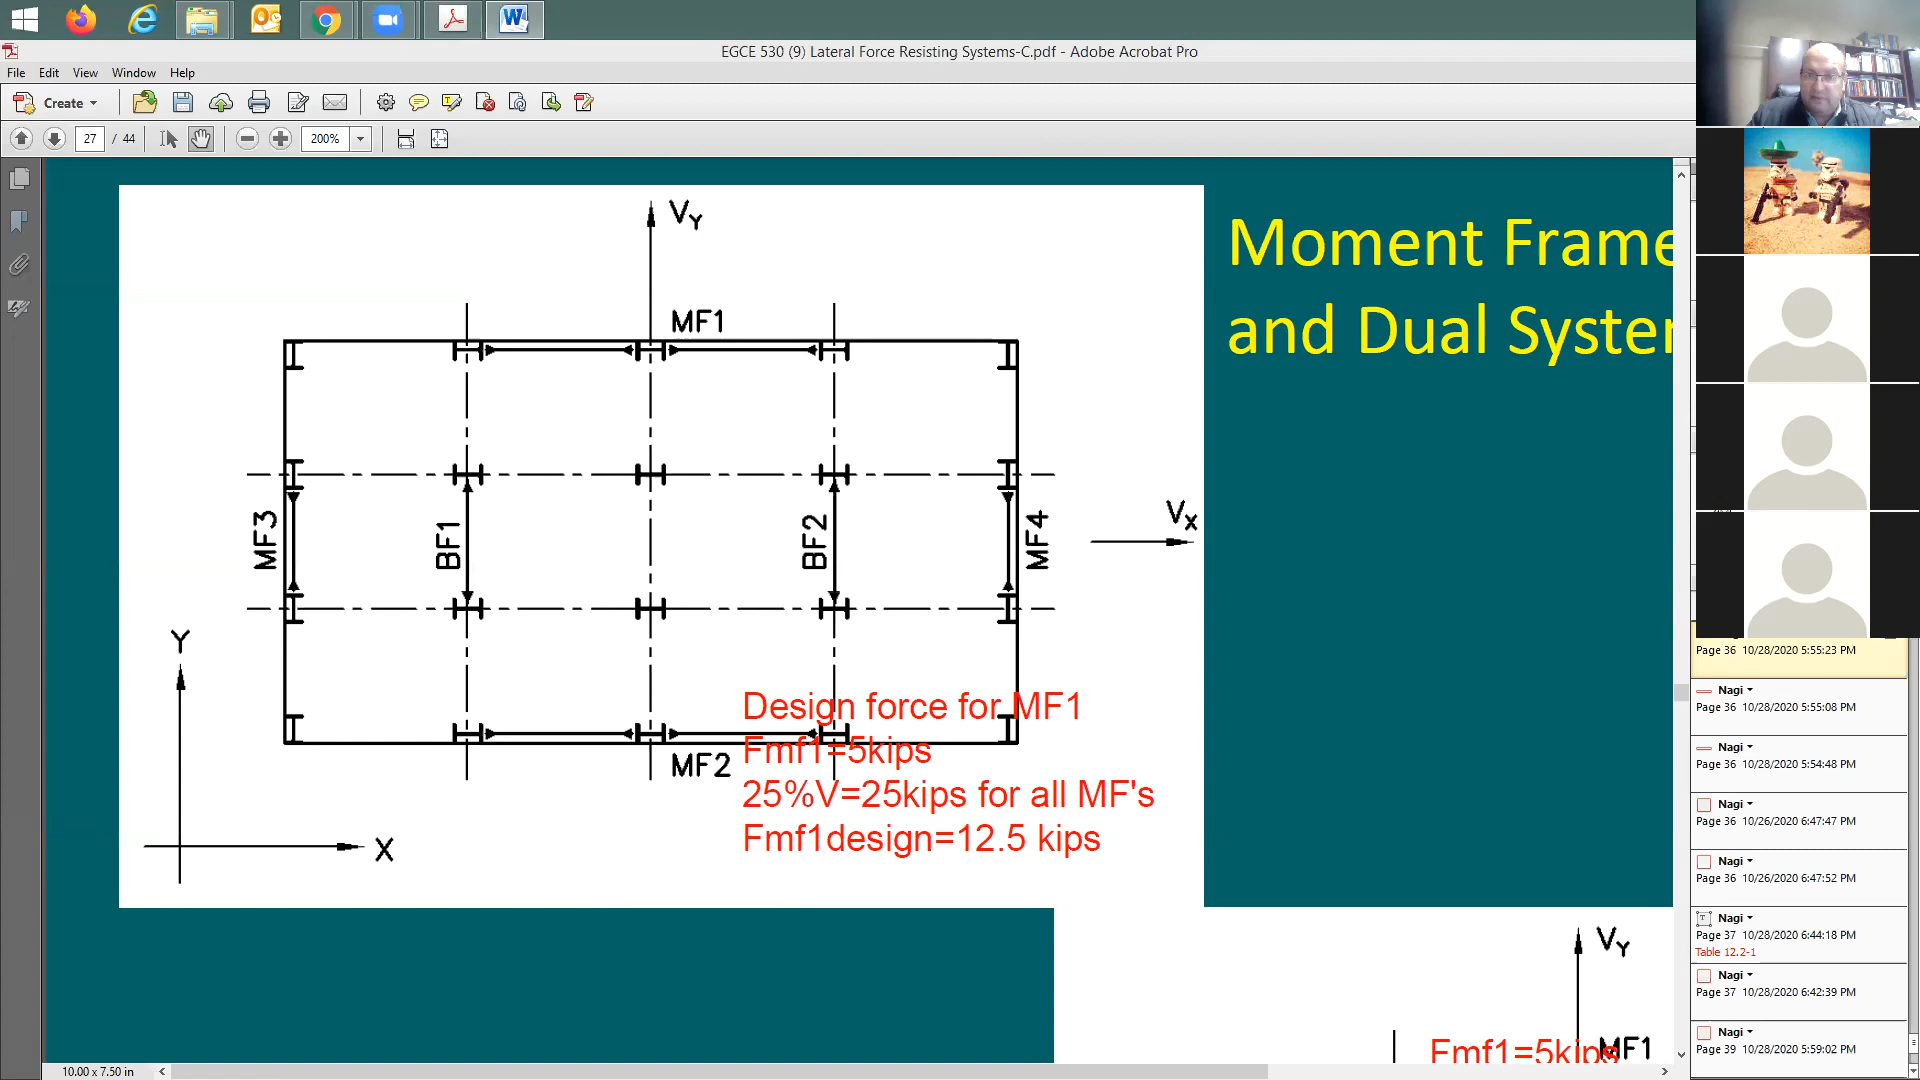 EGCE 530 (9) Lateral Force Resisting Systems-C.pdf - Adobe Acrobat Pro
File Edit View Window Help
Create
27 / 44
200%
Moment Frame
and Dual System
VY
MF1
MF3
BF1
BF2
MF4
VX
Y
X
MF2
Design force for MF1
Fmf1=5kips
25%V=25kips for all MF's
Fmf1design=12.5 kips
VY
Fmf1=5kips
MF1
10.00 x 7.50 in
Page 36 10/28/2020 5:55:23 PM
Nagi
Page 36 10/28/2020 5:55:08 PM
Nagi
Page 36 10/28/2020 5:54:48 PM
Nagi
Page 36 10/26/2020 6:47:47 PM
Nagi
Page 36 10/26/2020 6:47:52 PM
Nagi
Page 37 10/28/2020 6:44:18 PM
Table 12.2-1
Nagi
Page 37 10/28/2020 6:42:39 PM
Nagi
Page 39 10/28/2020 5:59:02 PM